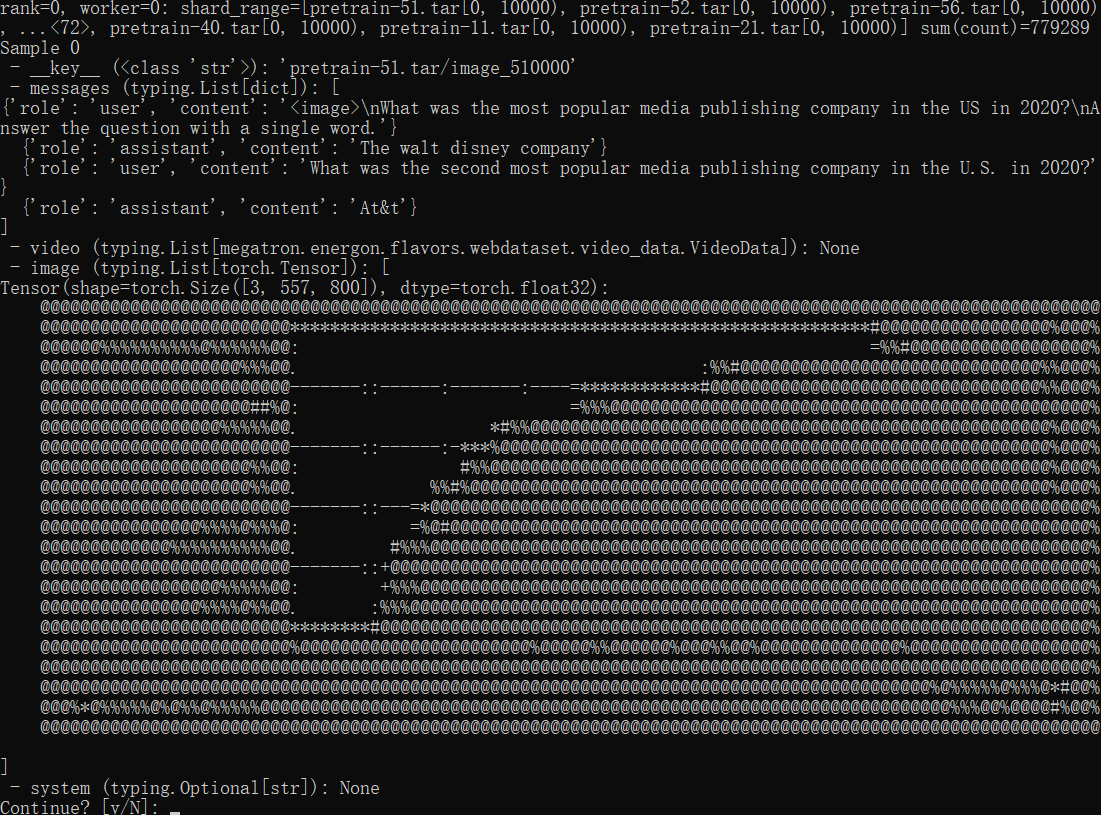 rank=0, worker=0: shard_range=[pretrain-51.tar[0, 10000), pretrain-52.tar[0, 10000), pretrain-56.tar[0, 10000)
, ...<72>, pretrain-40.tar[0, 10000), pretrain-11.tar[0, 10000), pretrain-21.tar[0, 10000)] sum(count)=779289
Sample 0
 - __key__ (<class 'str'>): 'pretrain-51.tar/image_510000'
 - messages (typing.List[dict]): [
{'role': 'user', 'content': '<image>\nWhat was the most popular media publishing company in the US in 2020?\nA
nswer the question with a single word.'}
  {'role': 'assistant', 'content': 'The walt disney company'}
  {'role': 'user', 'content': 'What was the second most popular media publishing company in the U.S. in 2020?'
}
  {'role': 'assistant', 'content': 'At&t'}
]
 - video (typing.List[megatron.energon.flavors.webdataset.video_data.VideoData]): None
 - image (typing.List[torch.Tensor]): [
Tensor(shape=torch.Size([3, 557, 800]), dtype=torch.float32):
]
 - system (typing.Optional[str]): None
Continue? [y/N]: